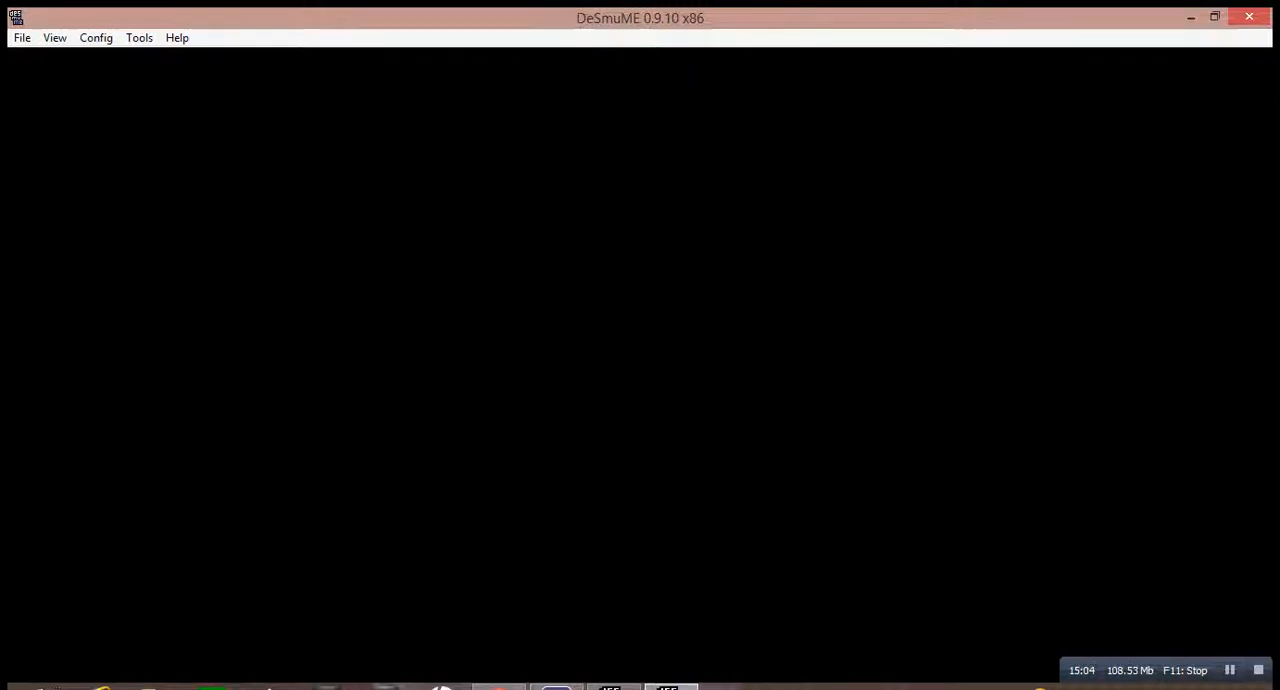 DeSmuME 0.9.10 x86
File View Config Tools Help
15:04 108.53 Mb F11: Stop